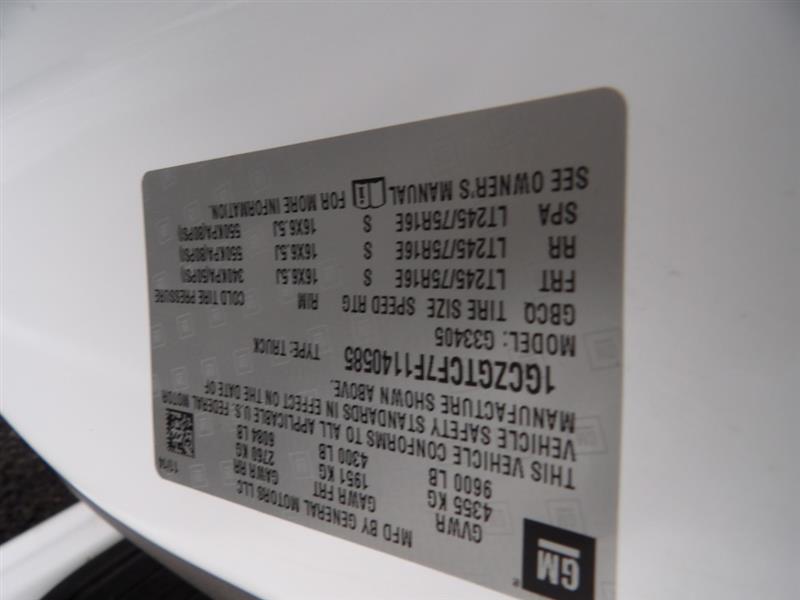 GM
MFD BY GENERAL MOTORS LLC
GVWR GAWR FRT GAWR RR
4355 KG 1951 KG 2760 KG
9600 LB 4300 LB 6084 LB
THIS VEHICLE CONFORMS TO ALL APPLICABLE U.S. FEDERAL MOTOR
VEHICLE SAFETY STANDARDS IN EFFECT ON THE DATE OF
MANUFACTURE SHOWN ABOVE.
1GCZGTCF7F1140585 TYPE: TRUCK
MODEL: G33405
GBCQ TIRE SIZE SPEED RTG RIM COLD TIRE PRESSURE
FRT LT245/75R16E S 16X6.5J 340KPA(50PSI)
RR LT245/75R16E S 16X6.5J 550KPA(80PSI)
SPA LT245/75R16E S 16X6.5J 550KPA(80PSI)
SEE OWNER'S MANUAL FOR MORE INFORMATION.